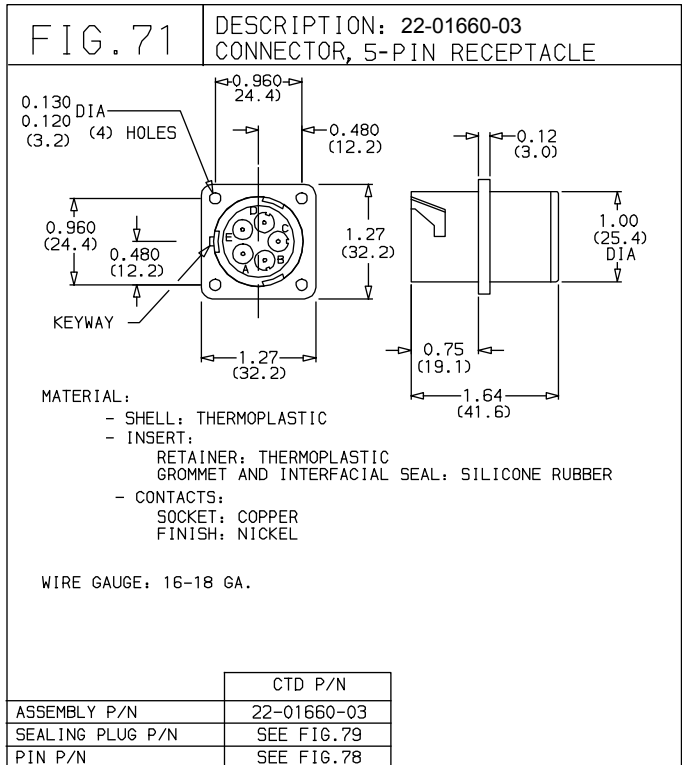 FIG.71
DESCRIPTION: 22-01660-03
CONNECTOR, 5-PIN RECEPTACLE
0.960
24.4)
0.130
0.120
(3.2)
DIA
(4) HOLES
0.480
(12.2)
0.12
(3.0)
0.960
(24.4)
0.480
(12.2)
D
E
C
A
B
1.27
(32.2)
1.00
(25.4)
DIA
KEYWAY
1.27
(32.2)
0.75
(19.1)
1.64
(41.6)
MATERIAL:
- SHELL: THERMOPLASTIC
- INSERT:
RETAINER: THERMOPLASTIC
GROMMET AND INTERFACIAL SEAL: SILICONE RUBBER
- CONTACTS:
SOCKET: COPPER
FINISH: NICKEL
WIRE GAUGE: 16-18 GA.
CTD P/N
ASSEMBLY P/N 22-01660-03
SEALING PLUG P/N SEE FIG.79
PIN P/N SEE FIG.78